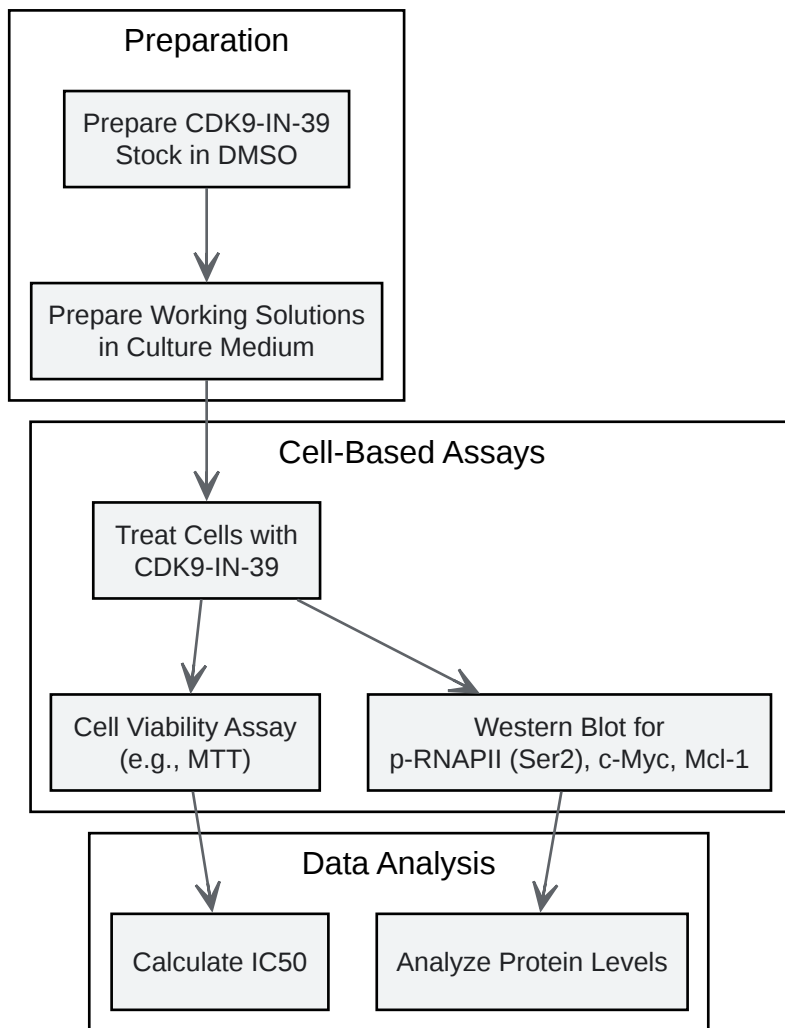 Preparation
Prepare CDK9-IN-39
Stock in DMSO
Prepare Working Solutions
in Culture Medium
Cell-Based Assays
Treat Cells with
CDK9-IN-39
Cell Viability Assay
(e.g., MTT)
Western Blot for
p-RNAPII (Ser2), c-Myc, Mcl-1
Data Analysis
Calculate IC50
Analyze Protein Levels